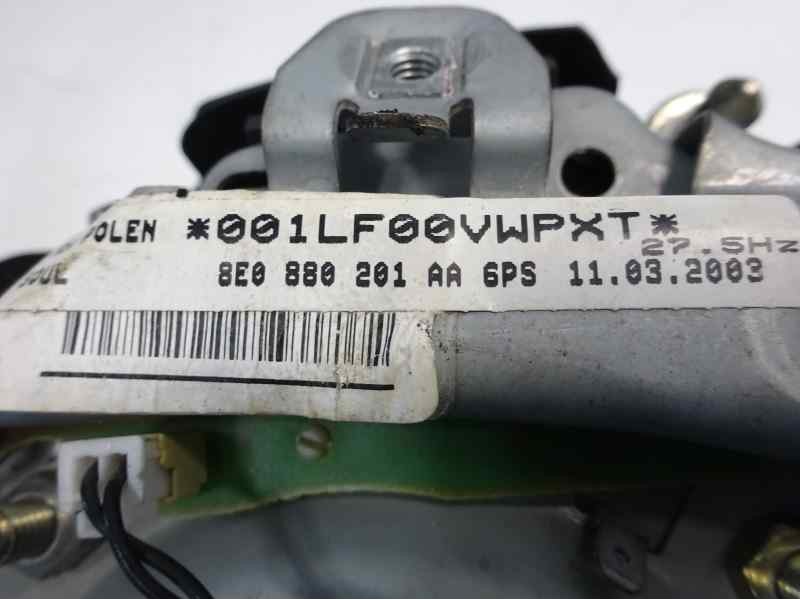 POLEN *001LF00VWPXT*
27.5Hz
8E0 880 201 AA 6PS 11.03.2003